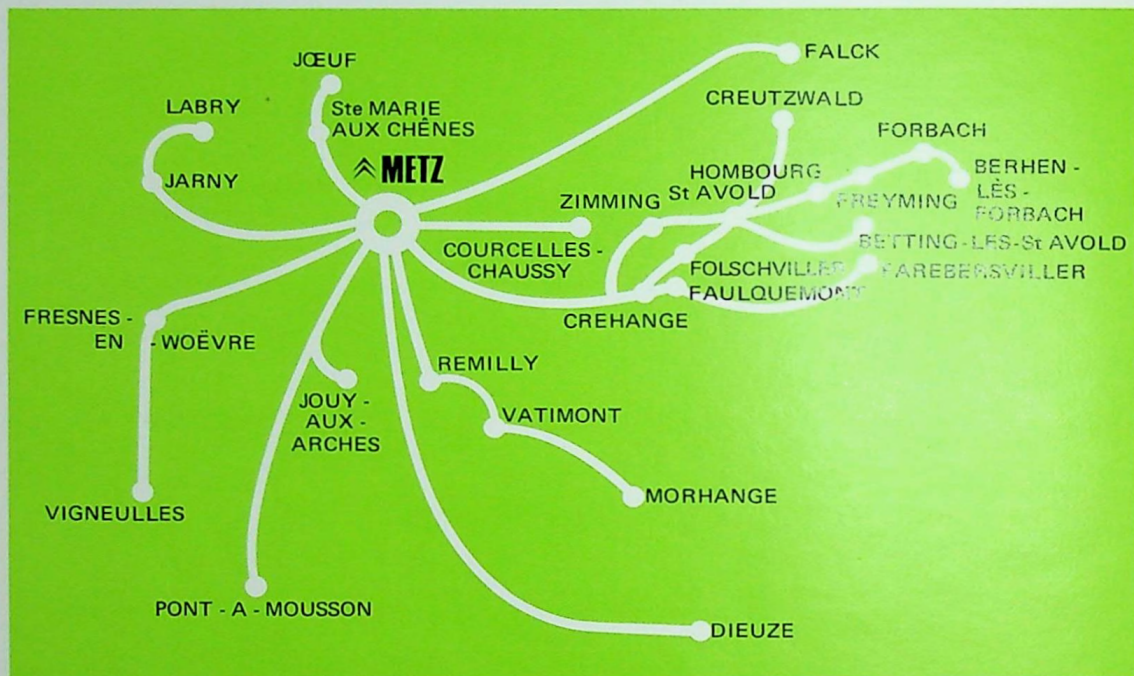 JŒUF
FALCK
LABRY
Ste MARIE
AUX CHÊNES
CREUTZWALD
FORBACH
METZ
JARNY
HOMBOURG
BERHEN -
LÈS -
FORBACH
ZIMMING
St AVOLD
FREYMING
COURCELLES -
CHAUSSY
BETTING-LES-St AVOLD
FOLSCHVILLER
FAREBERSVILLER
FAULQUEMONT
CREHANGE
FRESNES -
EN - WOËVRE
REMILLY
JOUY -
AUX -
ARCHES
VATIMONT
MORHANGE
VIGNEULLES
PONT - A - MOUSSON
DIEUZE